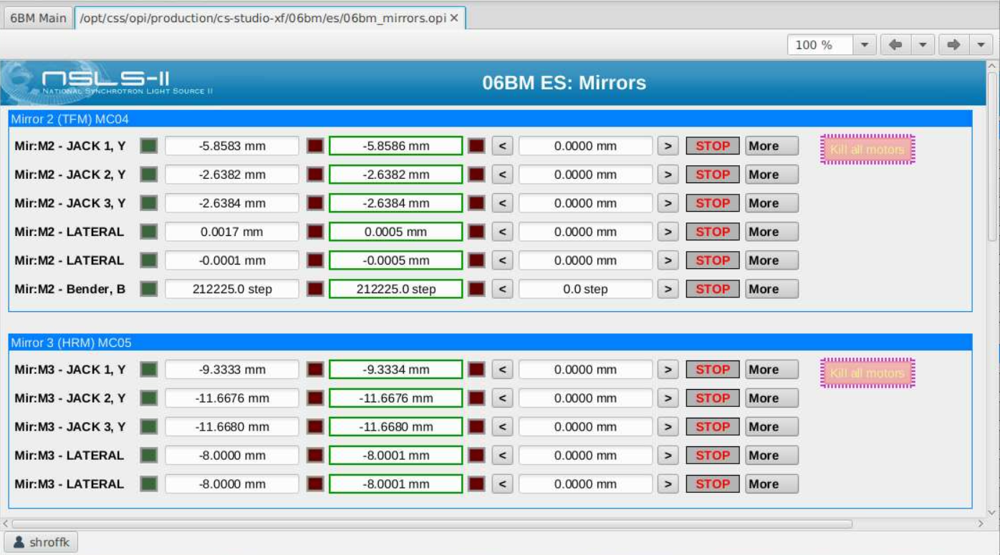 6BM Main /opt/css/opi/production/cs-studio-xf/06bm/es/06bm_mirrors.opi ×
100 %
NSLS-II 06BM ES: Mirrors
NATIONAL SYNCHROTRON LIGHT SOURCE II
Mirror 2 (TFM) MC04
Mir:M2 - JACK 1, Y -5.8583 mm -5.8586 mm < 0.0000 mm > STOP More Kill all motors
Mir:M2 - JACK 2, Y -2.6382 mm -2.6382 mm < 0.0000 mm > STOP More
Mir:M2 - JACK 3, Y -2.6384 mm -2.6384 mm < 0.0000 mm > STOP More
Mir:M2 - LATERAL 0.0017 mm 0.0005 mm < 0.0000 mm > STOP More
Mir:M2 - LATERAL -0.0001 mm -0.0005 mm < 0.0000 mm > STOP More
Mir:M2 - Bender, B 212225.0 step 212225.0 step < 0.0 step > STOP More
Mirror 3 (HRM) MC05
Mir:M3 - JACK 1, Y -9.3333 mm -9.3334 mm < 0.0000 mm > STOP More Kill all motors
Mir:M3 - JACK 2, Y -11.6676 mm -11.6676 mm < 0.0000 mm > STOP More
Mir:M3 - JACK 3, Y -11.6680 mm -11.6680 mm < 0.0000 mm > STOP More
Mir:M3 - LATERAL -8.0000 mm -8.0001 mm < 0.0000 mm > STOP More
Mir:M3 - LATERAL -8.0000 mm -8.0001 mm < 0.0000 mm > STOP More
shroffk